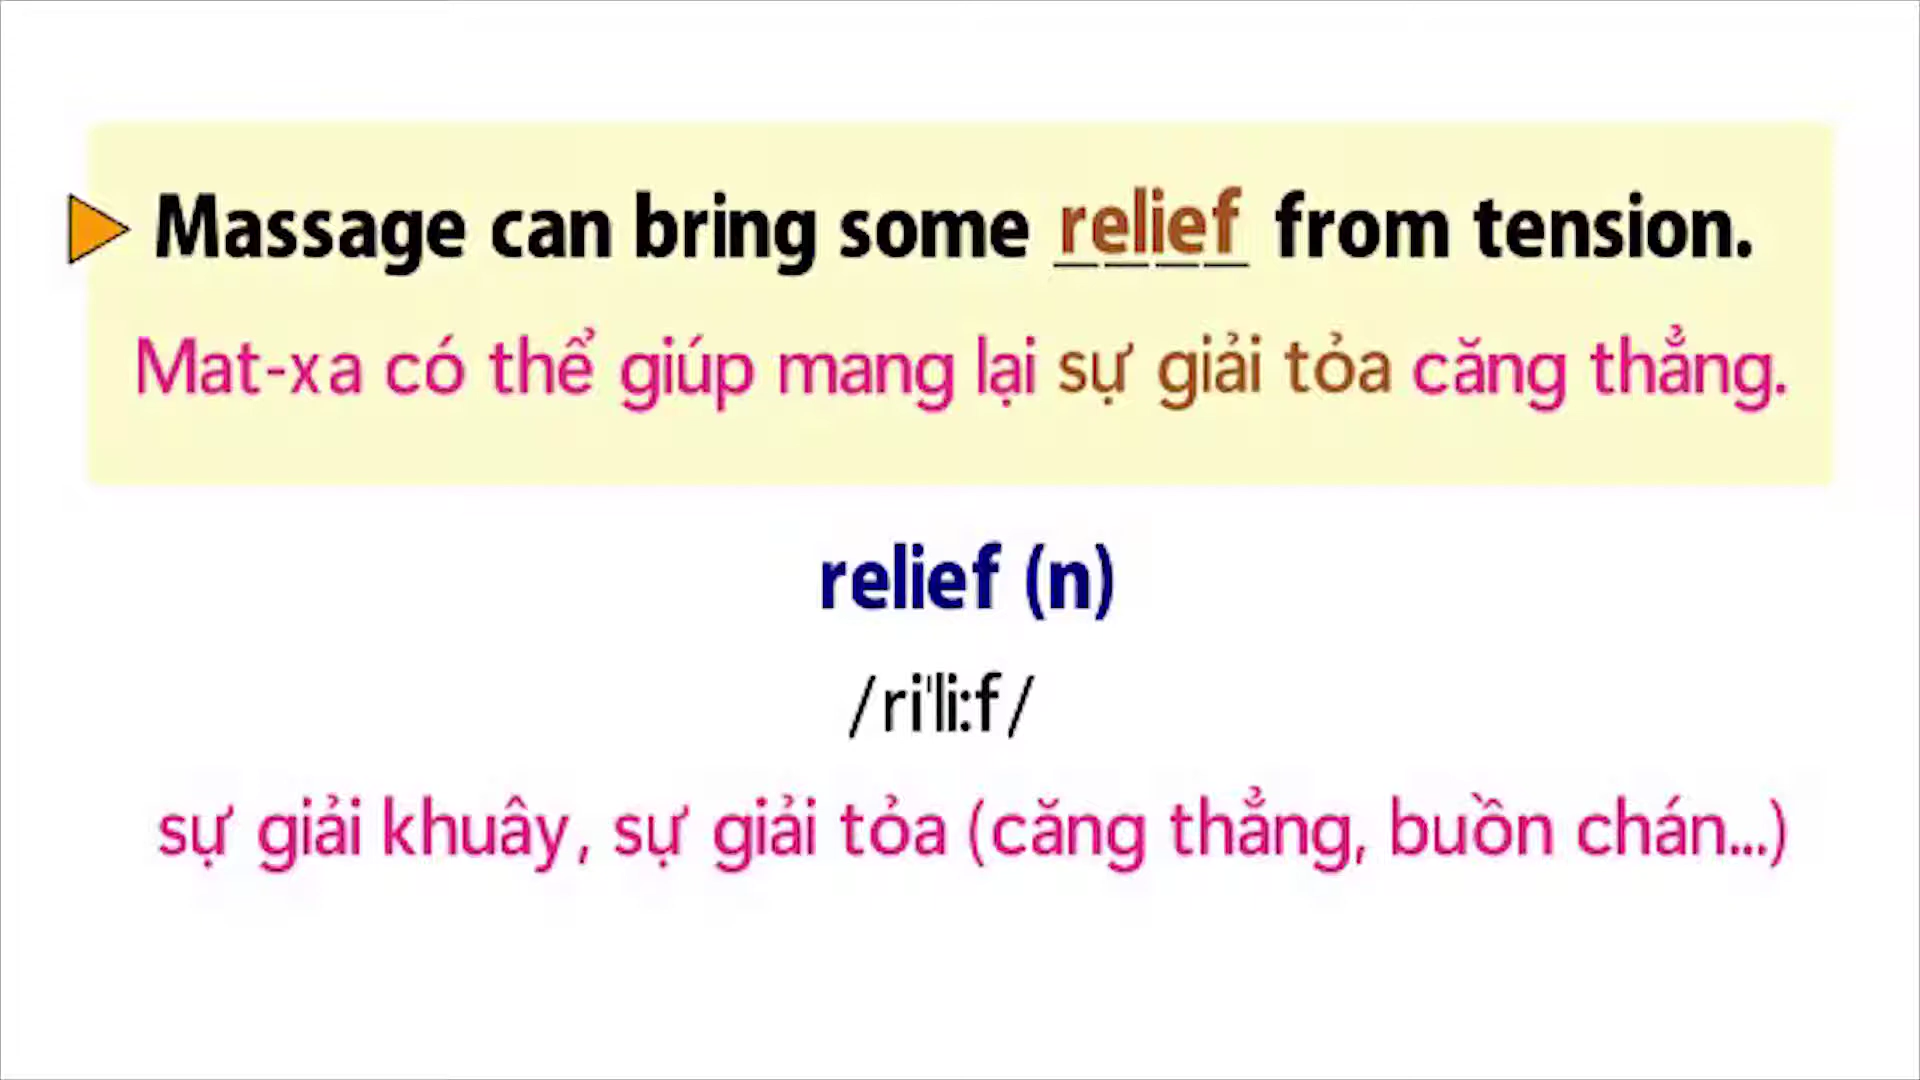 Massage can bring some relief from tension.
Mat-xa có thể giúp mang lại sự giải tỏa căng thẳng.
relief (n)
/ri'li:f/
sự giải khuây, sự giải tỏa (căng thẳng, buồn chán...)